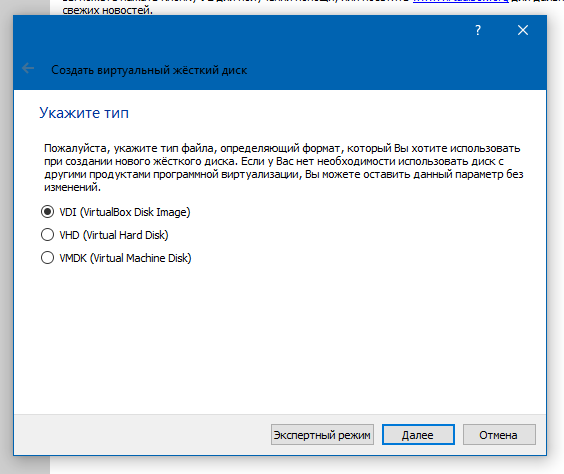 свежих новостей.
?
Создать виртуальный жёсткий диск
Укажите тип
Пожалуйста, укажите тип файла, определяющий формат, который Вы хотите использовать
при создании нового жёсткого диска. Если у Вас нет необходимости использовать диск с
другими продуктами программной виртуализации, Вы можете оставить данный параметр без
изменений.
VDI (VirtualBox Disk Image)
VHD (Virtual Hard Disk)
VMDK (Virtual Machine Disk)
Экспертный режим Далее Отмена